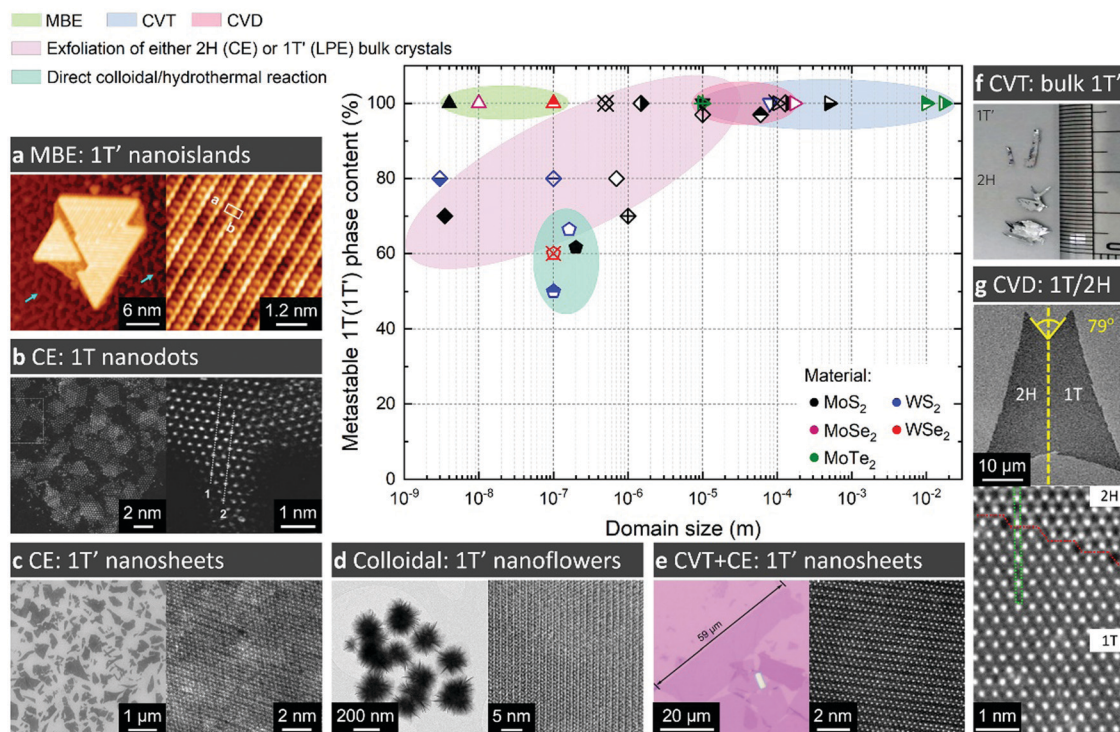 MBE CVT CVD
Exfoliation of either 2H (CE) or 1T' (LPE) bulk crystals
Direct colloidal/hydrothermal reaction
a MBE: 1T' nanoislands
a
b
6 nm
1.2 nm
b CE: 1T nanodots
1
2
2 nm
1 nm
Metastable 1T(1T') phase content (%)
100
80
60
40
20
0
10⁻⁹ 10⁻⁸ 10⁻⁷ 10⁻⁶ 10⁻⁵ 10⁻⁴ 10⁻³ 10⁻²
Domain size (m)
Material:
MoS₂ WS₂
MoSe₂ WSe₂
MoTe₂
f CVT: bulk 1T'
1T'
2H
g CVD: 1T/2H
79°
2H 1T
10 μm
2H
1T
1 nm
c CE: 1T' nanosheets
1 μm
2 nm
d Colloidal: 1T' nanoflowers
200 nm
5 nm
e CVT+CE: 1T' nanosheets
59 μm
20 μm
2 nm